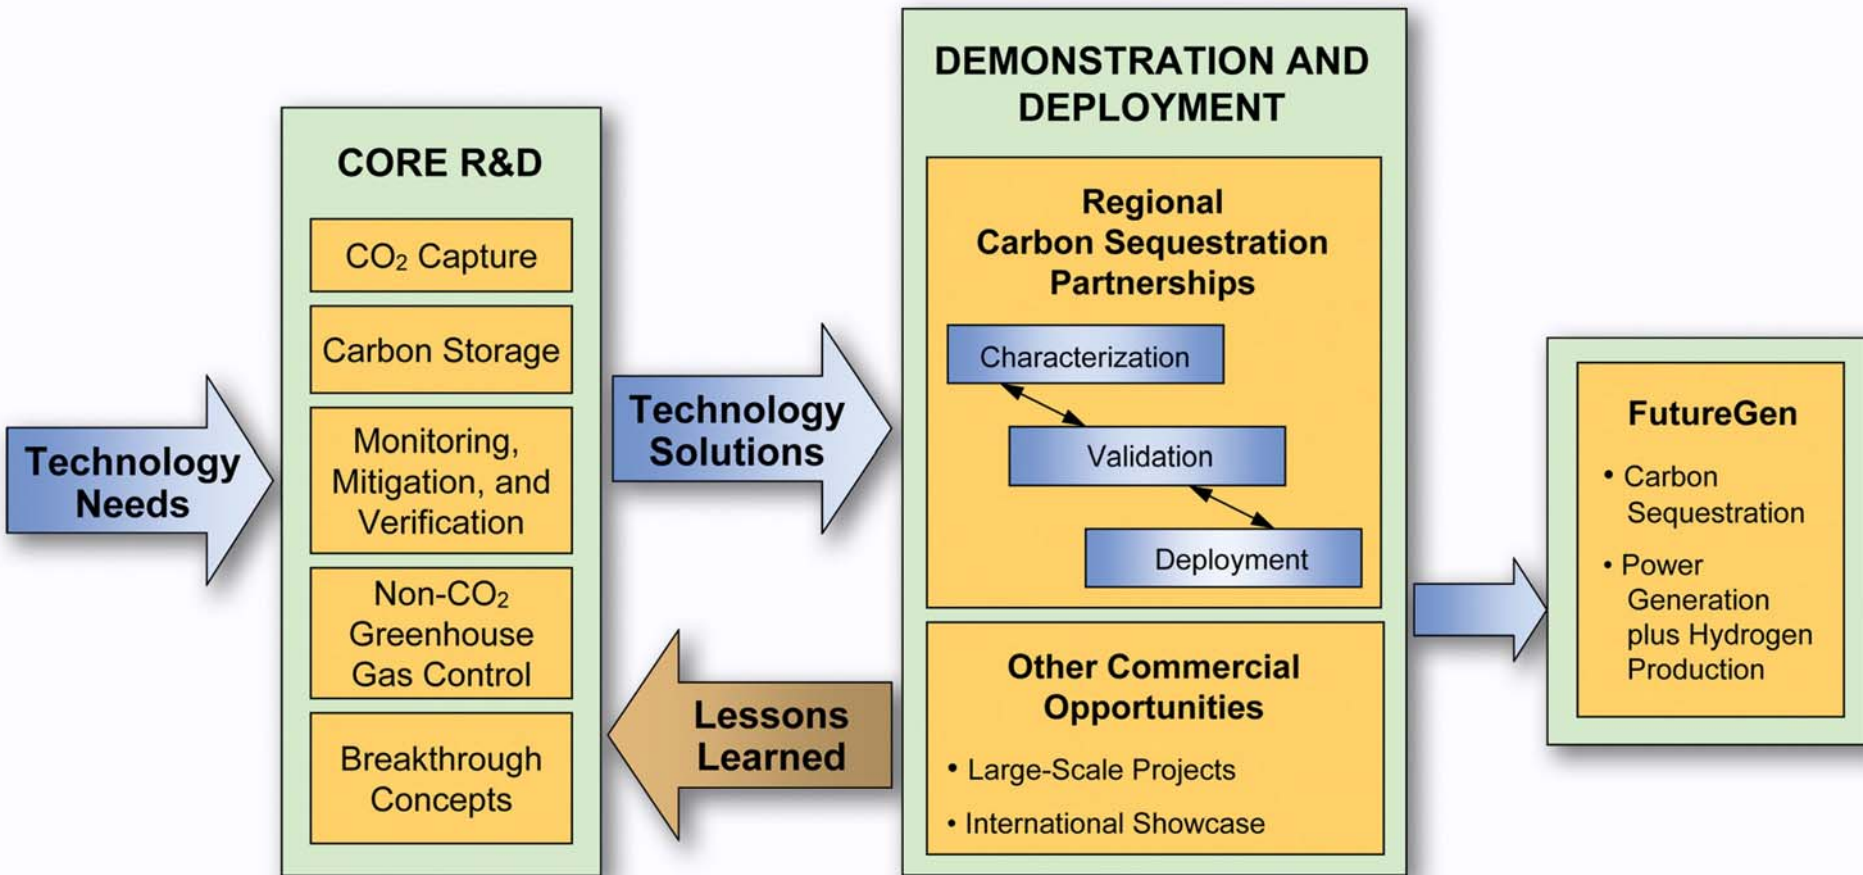 Technology
Needs
CORE R&D
CO₂ Capture
Carbon Storage
Monitoring,
Mitigation, and
Verification
Non-CO₂
Greenhouse
Gas Control
Breakthrough
Concepts
Technology
Solutions
Lessons
Learned
DEMONSTRATION AND
DEPLOYMENT
Regional
Carbon Sequestration
Partnerships
Characterization
Validation
Deployment
Other Commercial
Opportunities
• Large-Scale Projects
• International Showcase
FutureGen
• Carbon
Sequestration
• Power
Generation
plus Hydrogen
Production